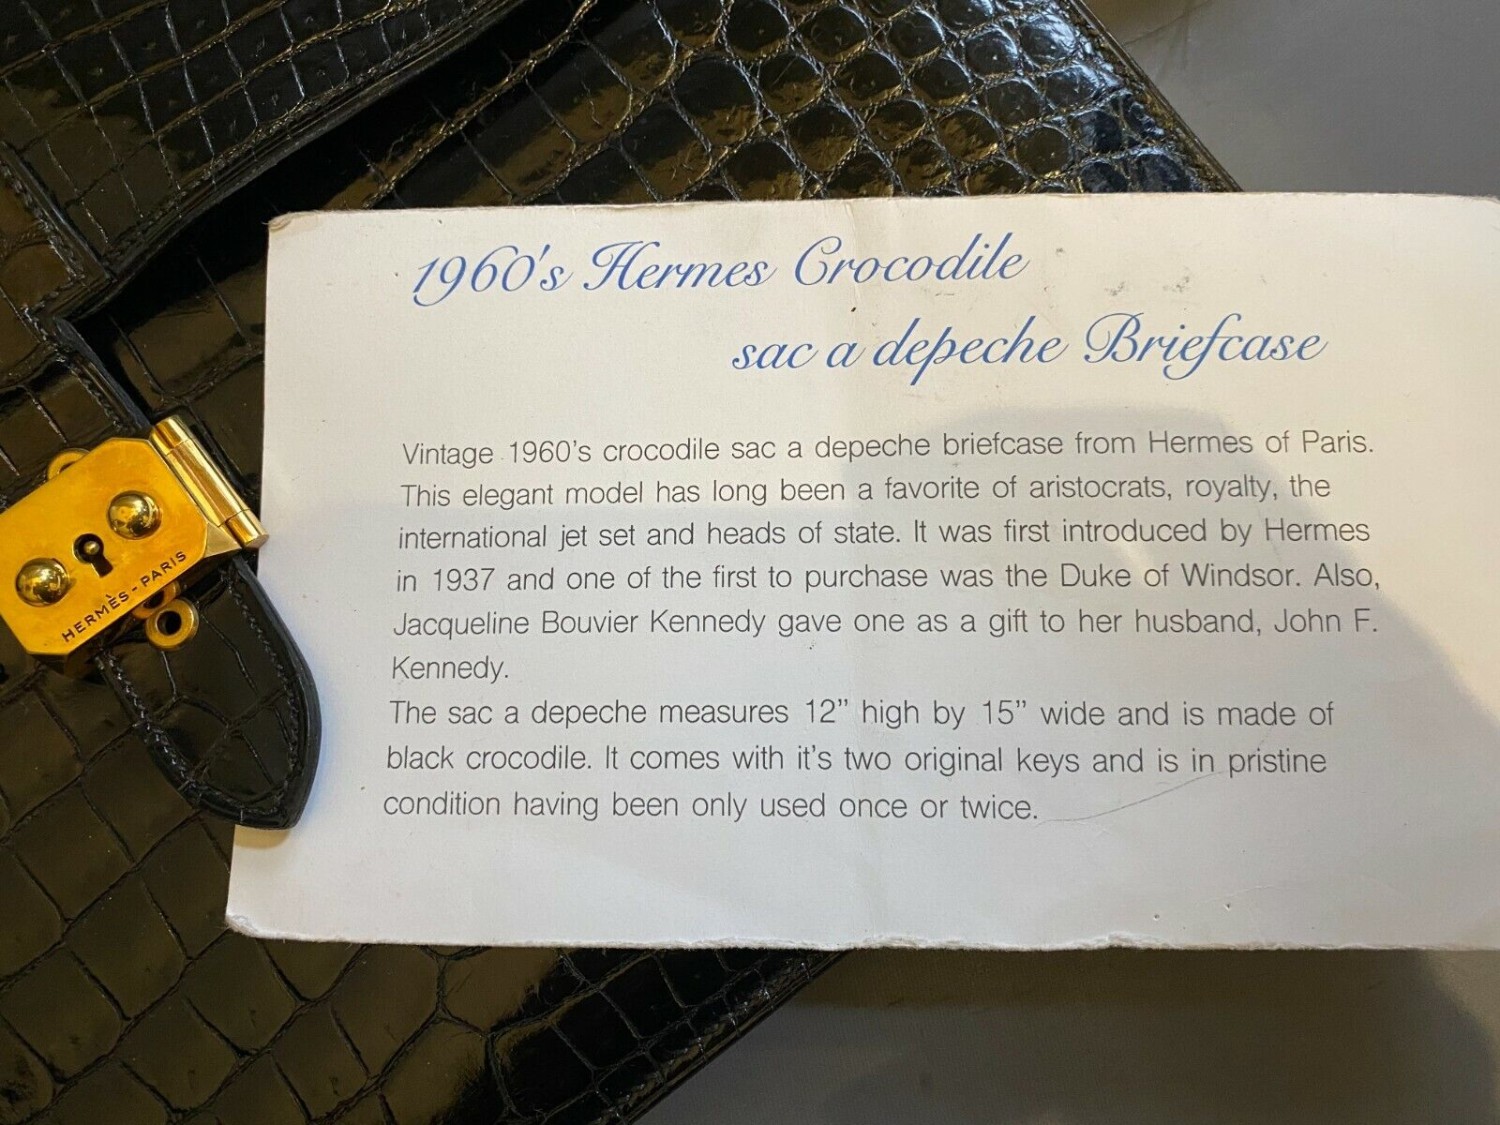 1960's Hermes Crocodile
sac a depeche Briefcase
Vintage 1960's crocodile sac a depeche briefcase from Hermes of Paris.
This elegant model has long been a favorite of aristocrats, royalty, the
international jet set and heads of state. It was first introduced by Hermes
in 1937 and one of the first to purchase was the Duke of Windsor. Also,
Jacqueline Bouvier Kennedy gave one as a gift to her husband, John F.
Kennedy.
The sac a depeche measures 12” high by 15” wide and is made of
black crocodile. It comes with it's two original keys and is in pristine
condition having been only used once or twice.
HERMÈS-PARIS